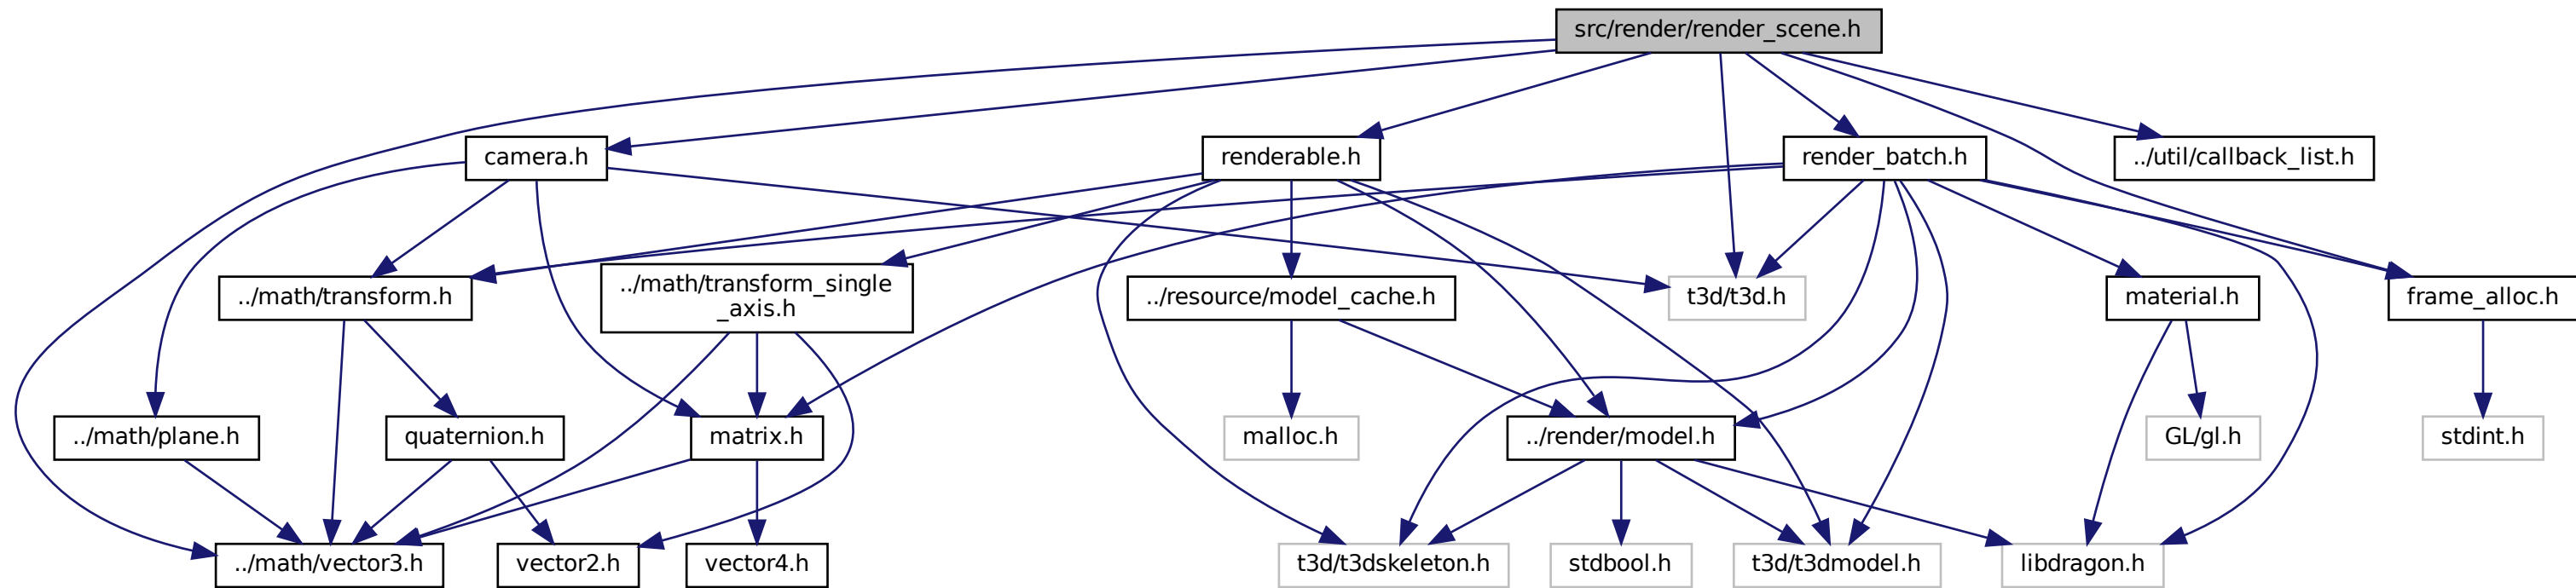 src/render/render_scene.h
camera.h
renderable.h
render_batch.h
../util/callback_list.h
../math/transform.h
../math/transform_single
_axis.h
../resource/model_cache.h
t3d/t3d.h
material.h
frame_alloc.h
../math/plane.h
quaternion.h
matrix.h
malloc.h
../render/model.h
GL/gl.h
stdint.h
../math/vector3.h
vector2.h
vector4.h
t3d/t3dskeleton.h
stdbool.h
t3d/t3dmodel.h
libdragon.h